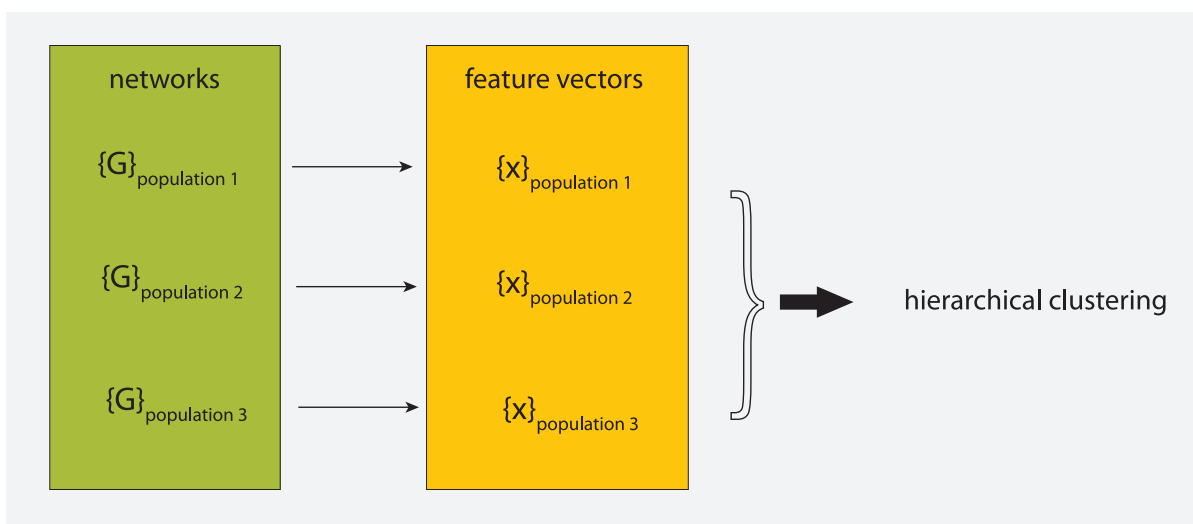 networks
feature vectors
{G}population 1
{x}population 1
{G}population 2
{x}population 2
hierarchical clustering
{G}population 3
{x}population 3